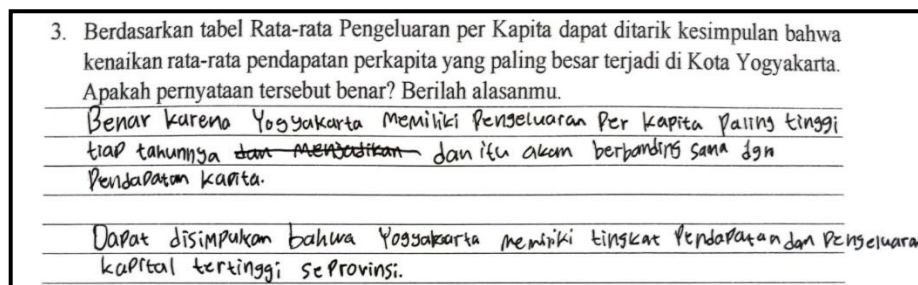 3. Berdasarkan tabel Rata-rata Pengeluaran per Kapita dapat ditarik kesimpulan bahwa
kenaikan rata-rata pendapatan perkapita yang paling besar terjadi di Kota Yogyakarta.
Apakah pernyataan tersebut benar? Berilah alasanmu.
Benar karena Yogyakarta memiliki Pengeluaran Per Kapita Paling tinggi
tiap tahunnya dan menjadikan dan itu akan berbanding sama dgn
Pendapatan Kapita.
Dapat disimpulkan bahwa Yogyakarta memiliki tingkat Pendapatan dan Pengeluaran
kapital tertinggi se Provinsi.